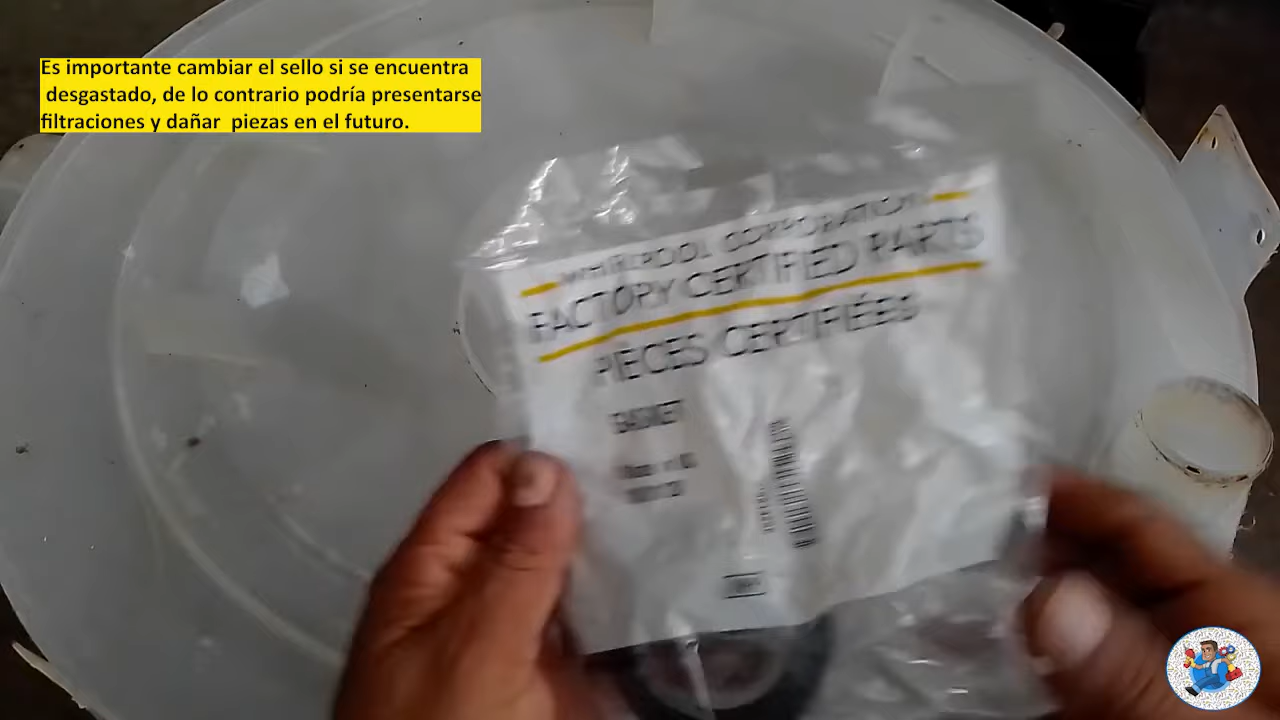 Es importante cambiar el sello si se encuentra
desgastado, de lo contrario podría presentarse
filtraciones y dañar piezas en el futuro.
WHIRLPOOL CORPORATION
FACTORY CERTIFIED PARTS
PIÈCES CERTIFIÉES
GASKET